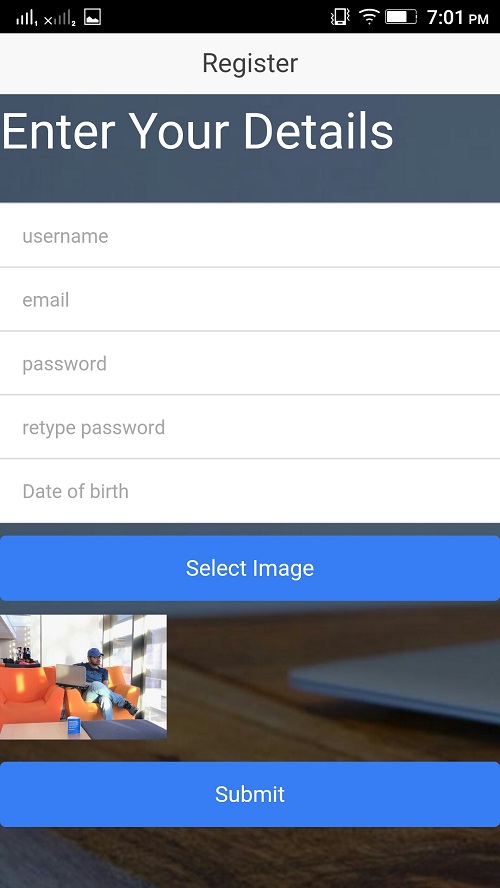 7:01 PM
Register
Enter Your Details
username
email
password
retype password
Date of birth
Select Image
Submit